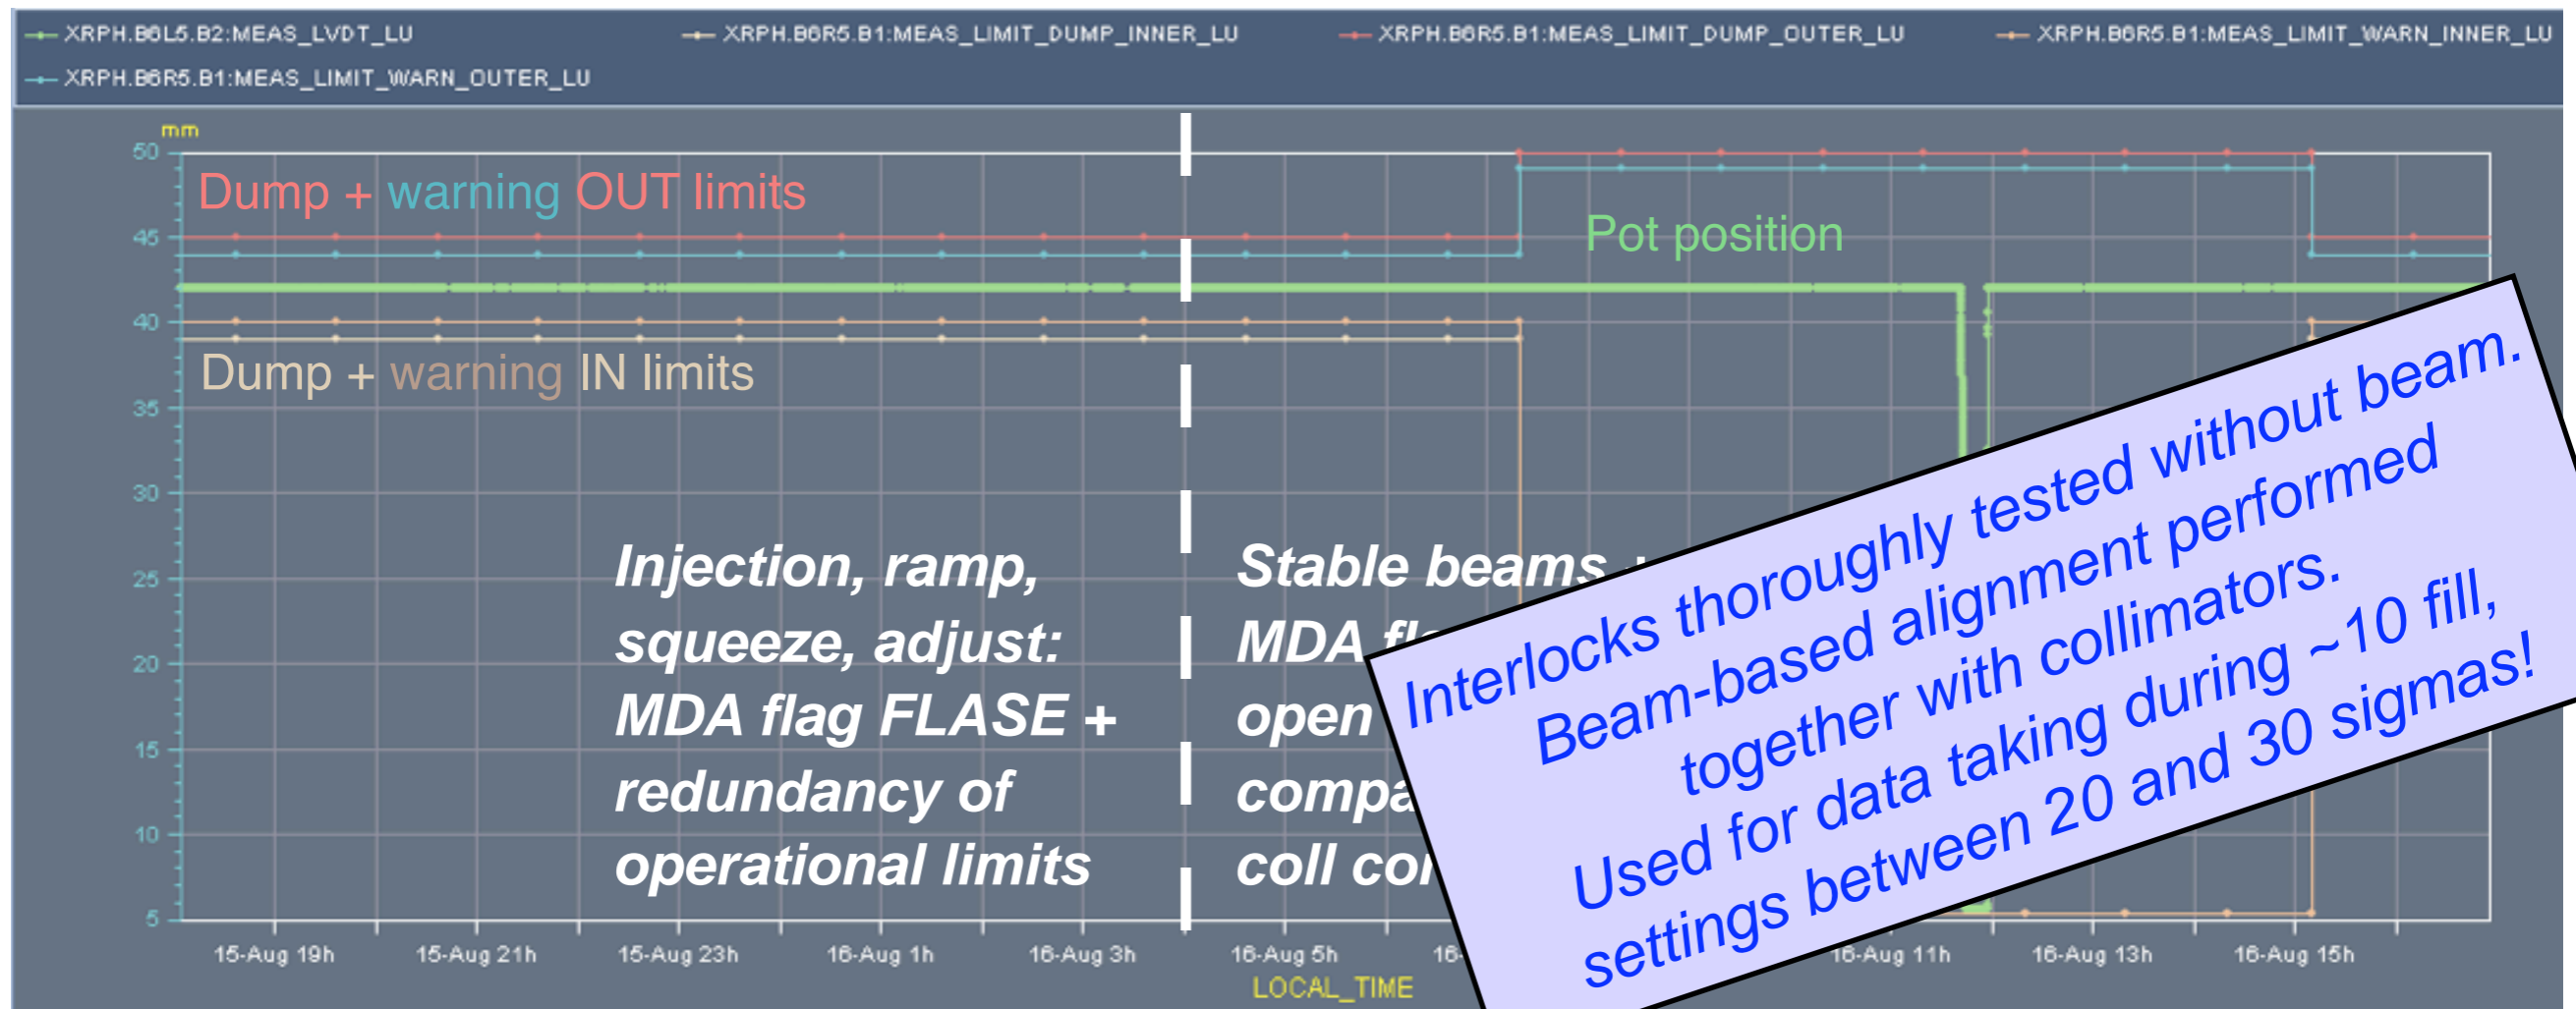 XRPH.B6L5.B2:MEAS_LVDT_LU XRPH.B6R5.B1:MEAS_LIMIT_DUMP_INNER_LU XRPH.B6R5.B1:MEAS_LIMIT_DUMP_OUTER_LU XRPH.B6R5.B1:MEAS_LIMIT_WARN_INNER_LU
XRPH.B6R5.B1:MEAS_LIMIT_WARN_OUTER_LU
mm
50
Dump + warning OUT limits
45
Pot position
40
Dump + warning IN limits
35
30
25
20
15
10
5
Injection, ramp,
squeeze, adjust:
MDA flag FLASE +
redundancy of
operational limits
Stable beams
MDA
open
coll
Interlocks thoroughly tested without beam.
Beam-based alignment performed
together with collimators.
Used for data taking during ~10 fill,
settings between 20 and 30 sigmas!
15-Aug 19h 15-Aug 21h 15-Aug 23h 16-Aug 1h 16-Aug 3h 16-Aug 5h 16-Aug 11h 16-Aug 13h 16-Aug 15h
LOCAL_TIME